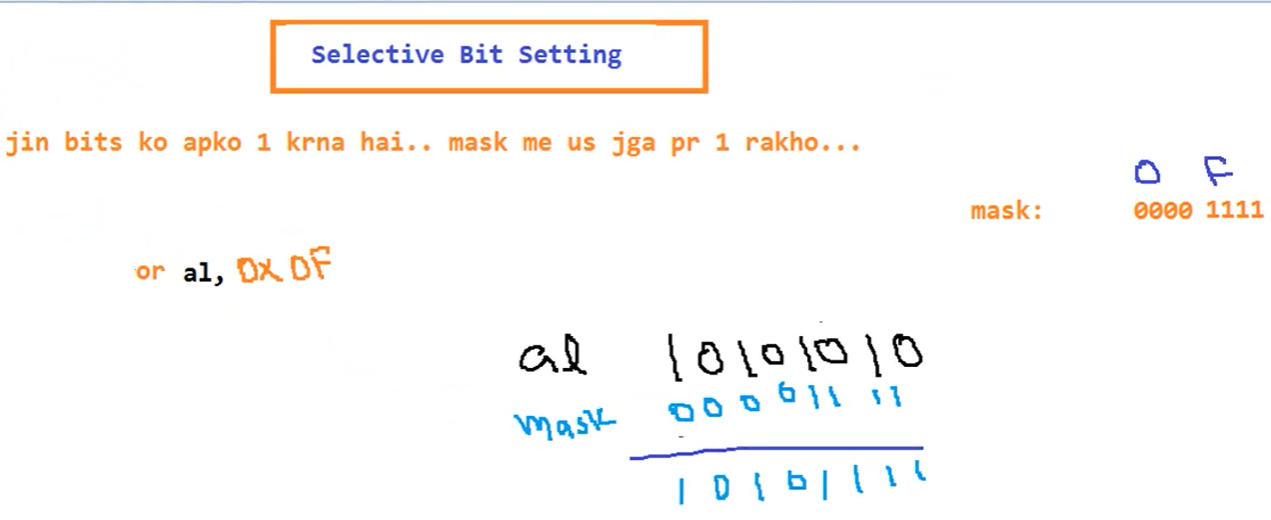 Selective Bit Setting
jin bits ko apko 1 krna hai.. mask me us jga pr 1 rakho...
0 F
mask: 0000 1111
or al, 0x0F
al 10101010
mask 00001111
10101111